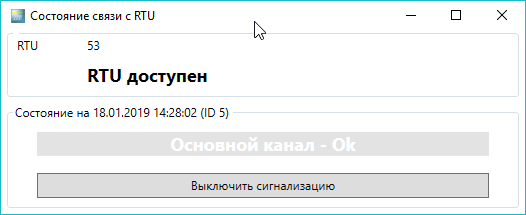 Состояние связи с RTU
RTU 53
RTU доступен
Состояние на 18.01.2019 14:28:02 (ID 5)
Основной канал - Ok
Выключить сигнализацию